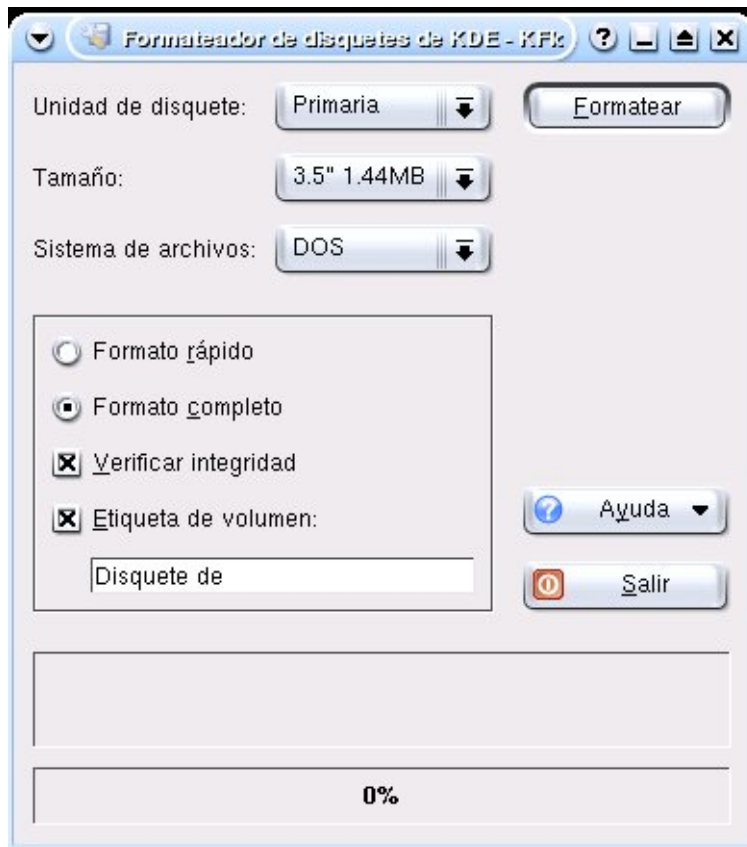 Formateador de disquetes de KDE - KFl
Unidad de disquete: Primaria Formatear
Tamaño: 3.5" 1.44MB
Sistema de archivos: DOS
Formato rápido
Formato completo
Verificar integridad
Etiqueta de volumen:
Disquete de
Ayuda
Salir
0%